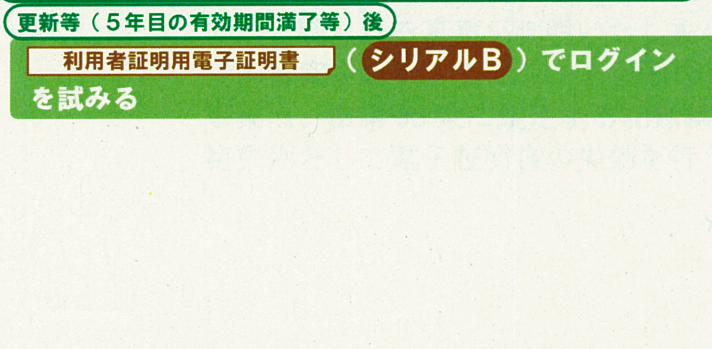 更新等（５年目の有効期間満了等）後
利用者証明用電子証明書（シリアルB）でログイン
を試みる